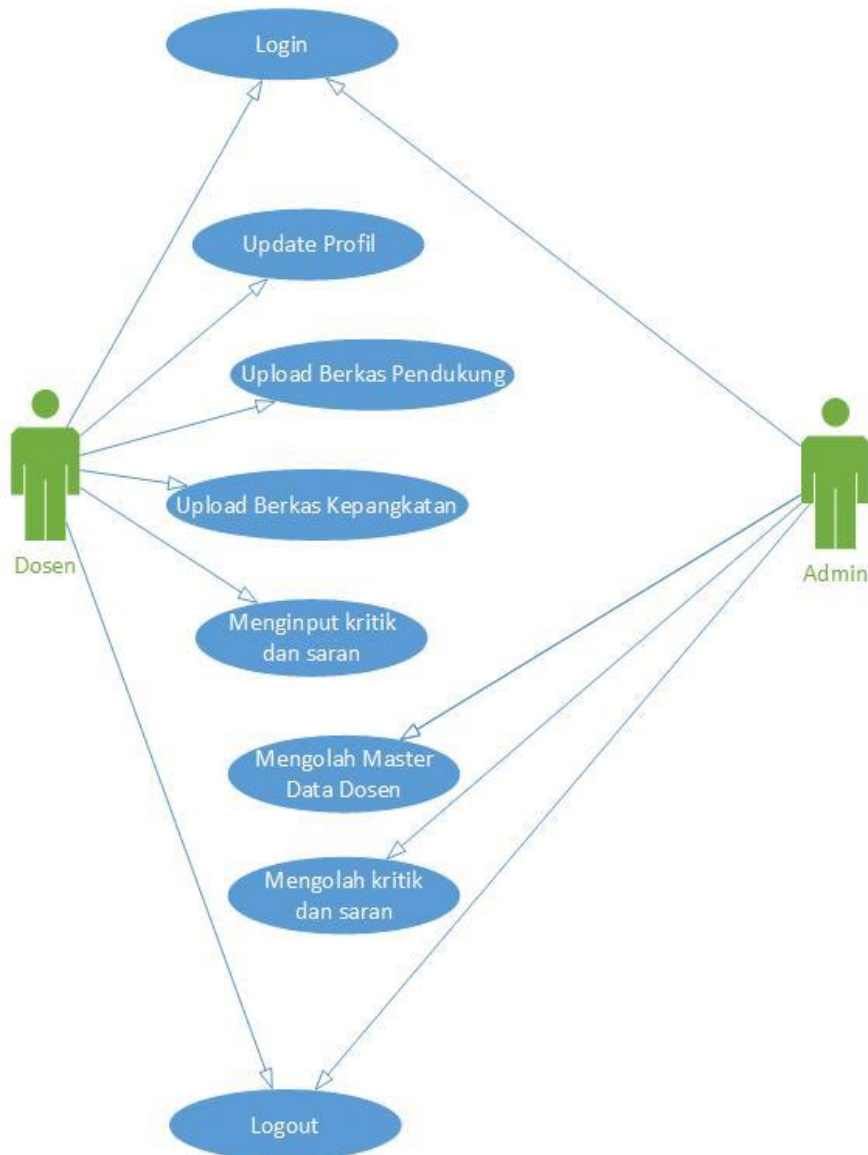 Login
Update Profil
Upload Berkas Pendukung
Upload Berkas Kepangkatan
Dosen
Admin
Menginput kritik
dan saran
Mengolah Master
Data Dosen
Mengolah kritik
dan saran
Logout